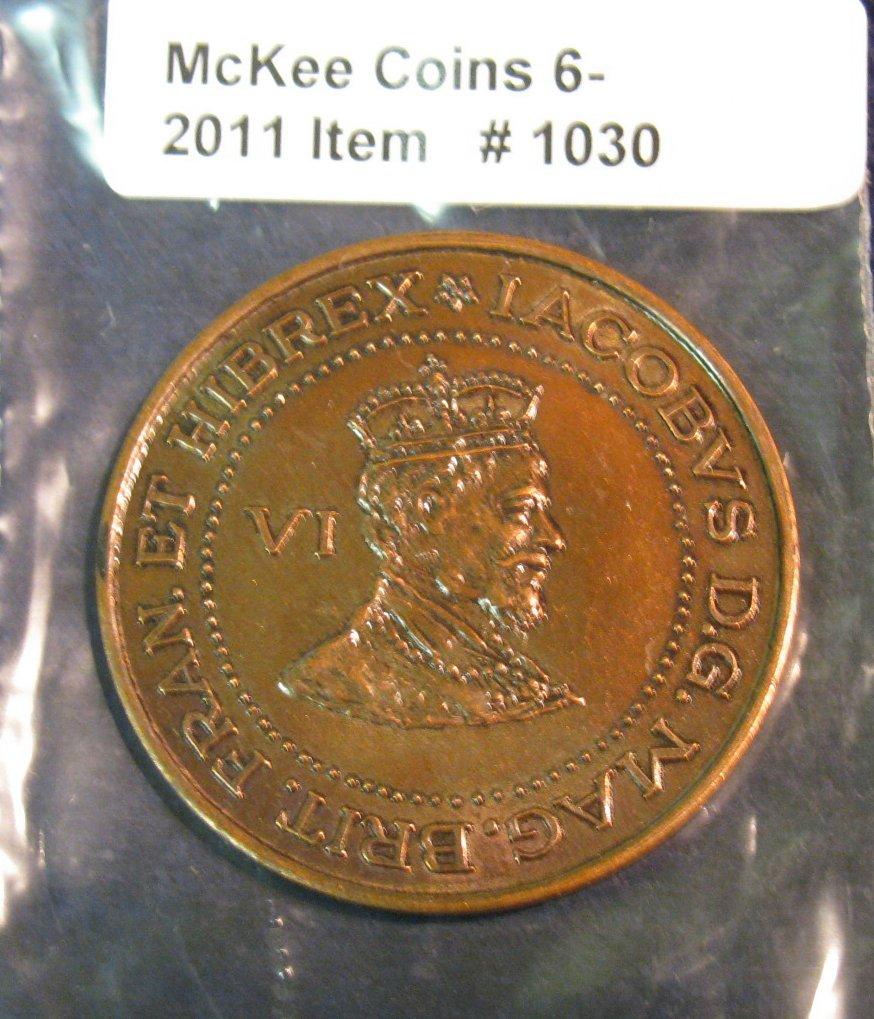 McKee Coins 6-
2011 Item # 1030
IACOBVS D.G. MAG. BRIT. FRAN. ET HIBREX
VI